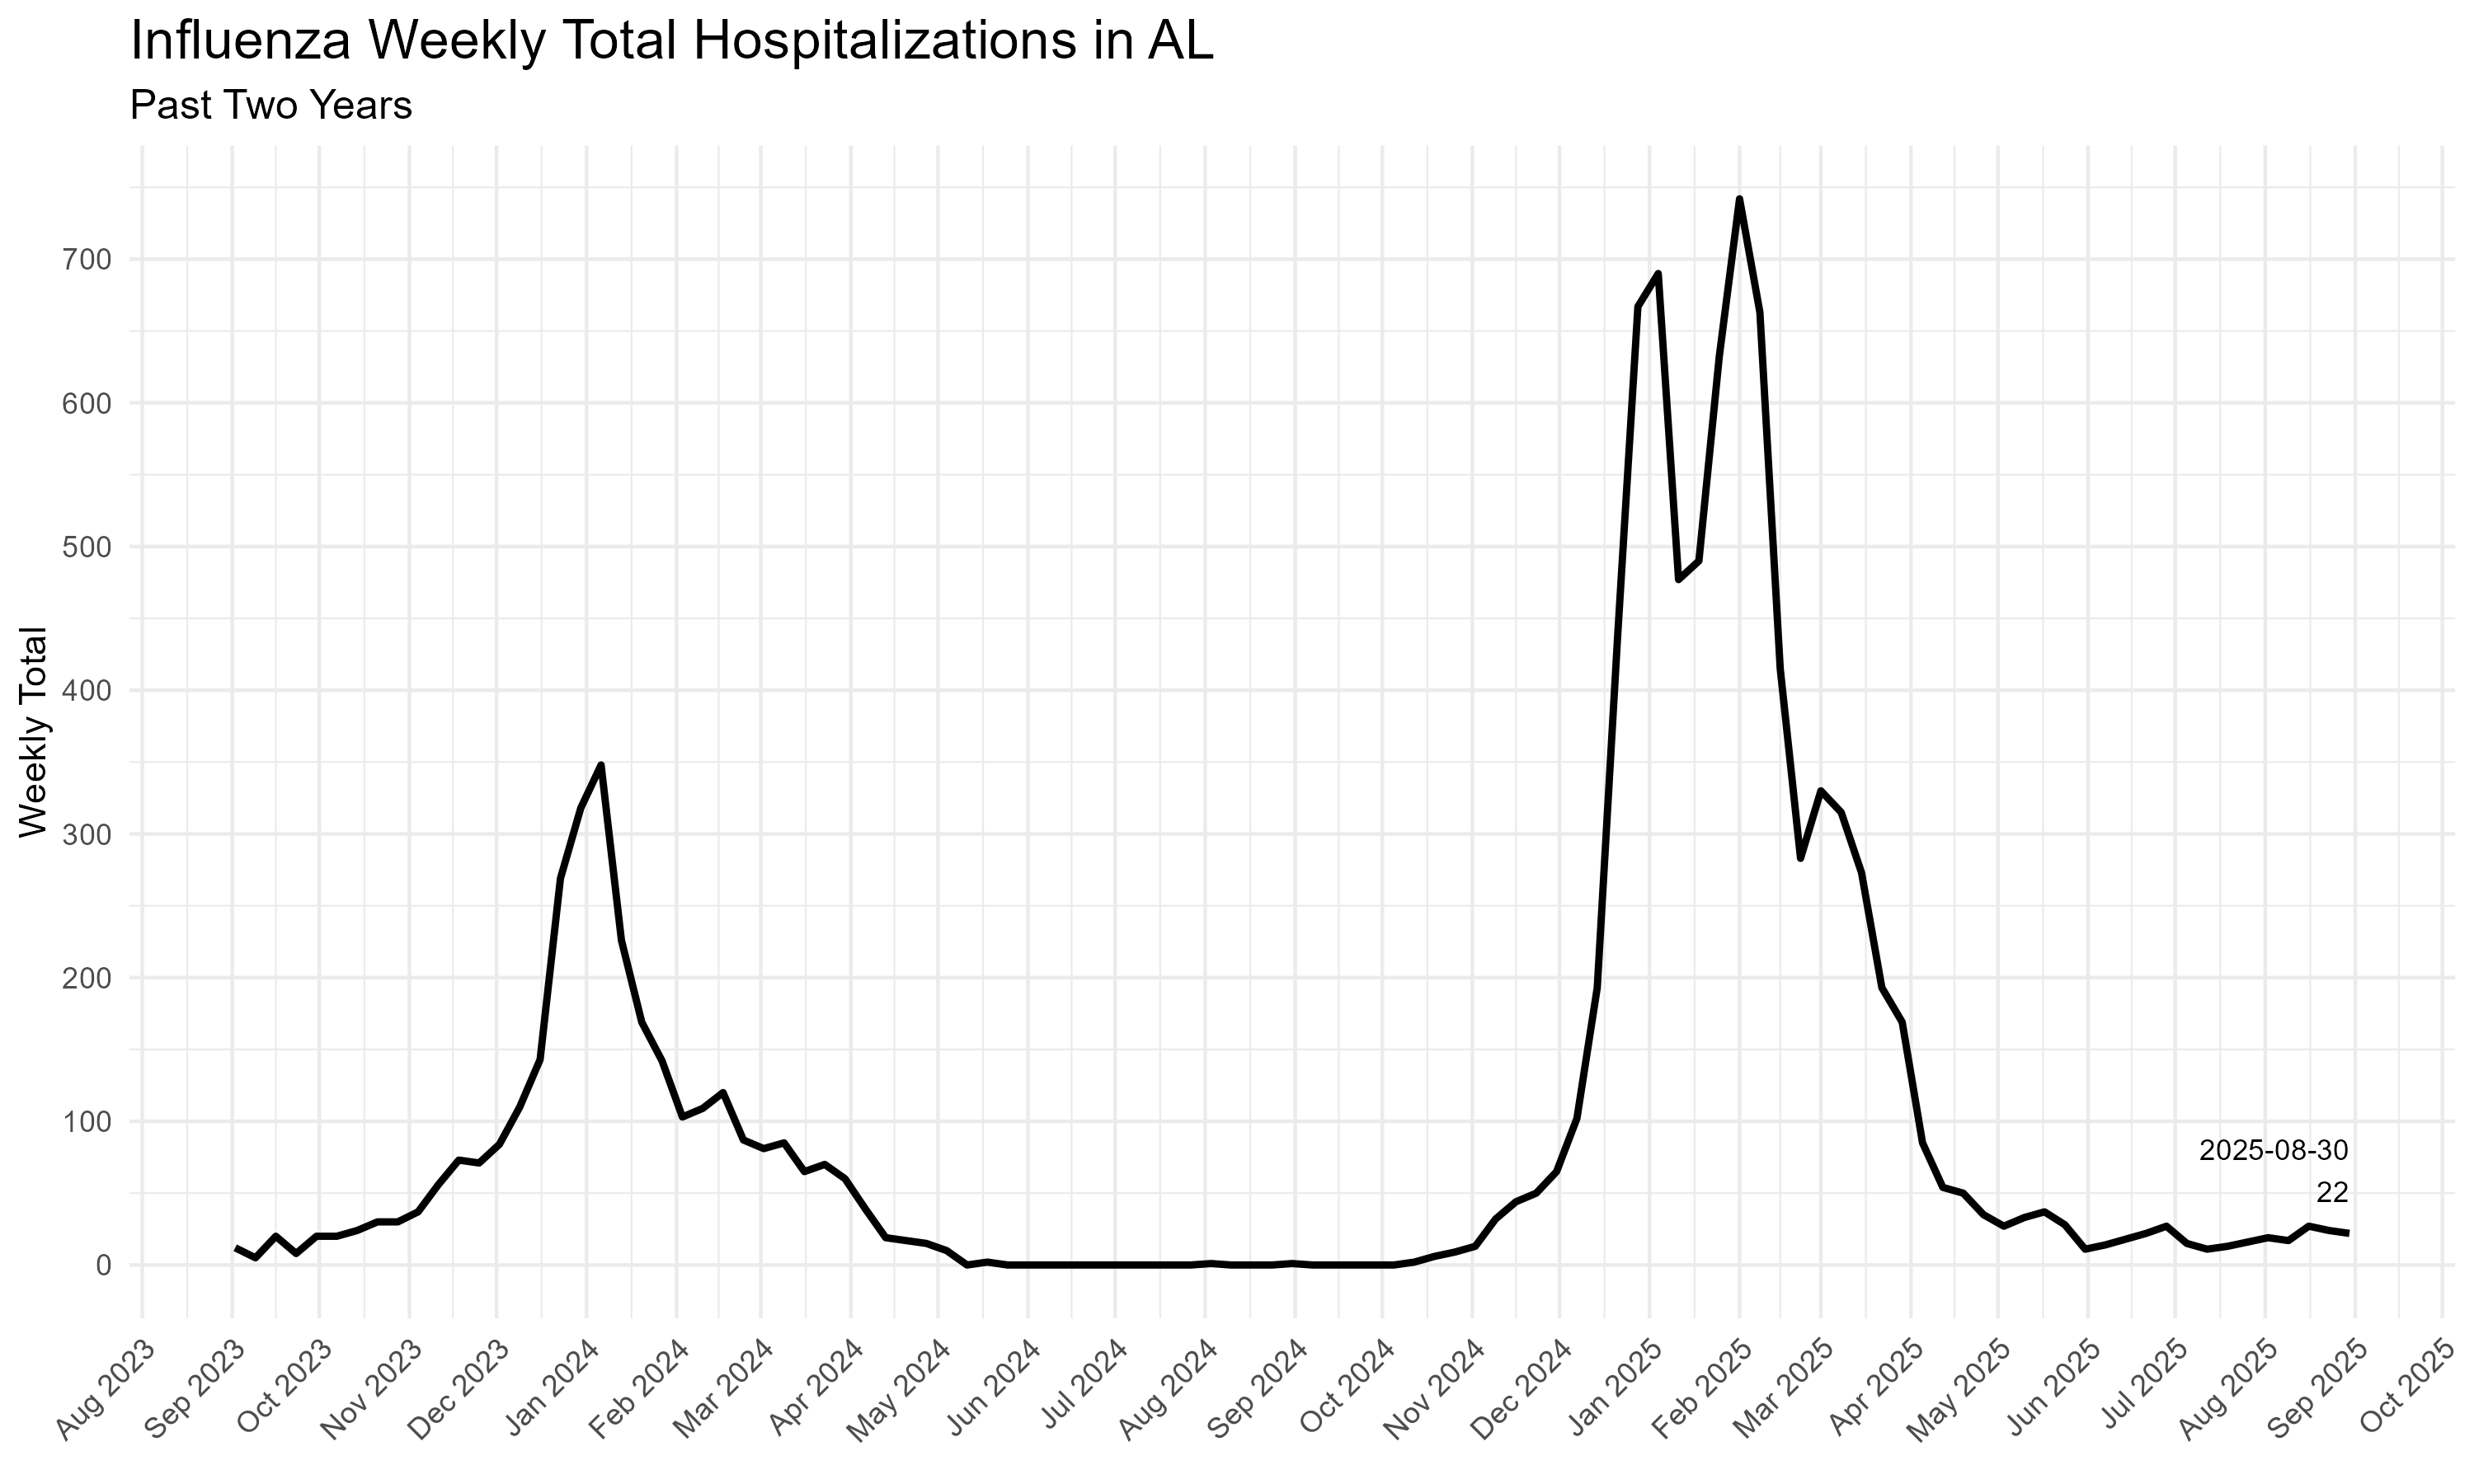 Influenza Weekly Total Hospitalizations in AL
Past Two Years
Weekly Total
700
600
500
400
300
200
100
0
2025-08-30
22
Aug 2023
Sep 2023
Oct 2023
Nov 2023
Dec 2023
Jan 2024
Feb 2024
Mar 2024
Apr 2024
May 2024
Jun 2024
Jul 2024
Aug 2024
Sep 2024
Oct 2024
Nov 2024
Dec 2024
Jan 2025
Feb 2025
Mar 2025
Apr 2025
May 2025
Jun 2025
Jul 2025
Aug 2025
Sep 2025
Oct 2025